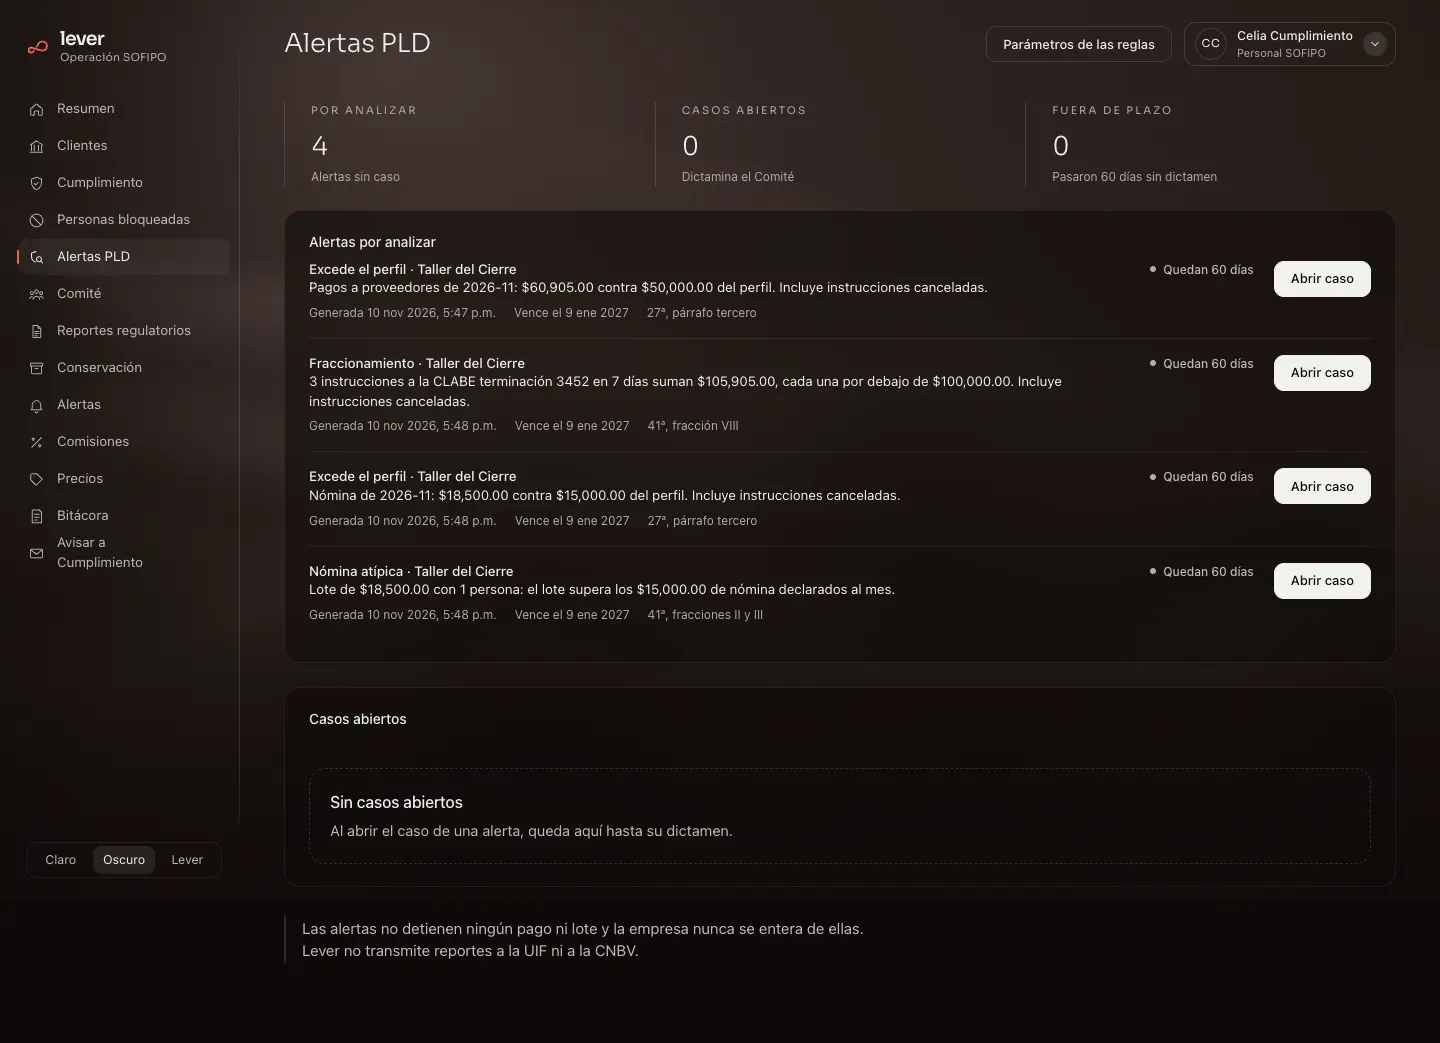 lever
Operación SOFIPO
Resumen
Clientes
Cumplimiento
Personas bloqueadas
Alertas PLD
Comité
Reportes regulatorios
Conservación
Alertas
Comisiones
Precios
Bitácora
Avisar a
Cumplimiento
Claro Oscuro Lever
Alertas PLD
Parámetros de las reglas
CC
Celia Cumplimiento
Personal SOFIPO
POR ANALIZAR
4
Alertas sin caso
CASOS ABIERTOS
0
Dictamina el Comité
FUERA DE PLAZO
0
Pasaron 60 días sin dictamen
Alertas por analizar
Excede el perfil · Taller del Cierre
Pagos a proveedores de 2026-11: $60,905.00 contra $50,000.00 del perfil. Incluye instrucciones canceladas.
Generada 10 nov 2026, 5:47 p.m. Vence el 9 ene 2027 27ª, párrafo tercero
Quedan 60 días
Abrir caso
Fraccionamiento · Taller del Cierre
3 instrucciones a la CLABE terminación 3452 en 7 días suman $105,905.00, cada una por debajo de $100,000.00. Incluye
instrucciones canceladas.
Generada 10 nov 2026, 5:48 p.m. Vence el 9 ene 2027 41ª, fracción VIII
Quedan 60 días
Abrir caso
Excede el perfil · Taller del Cierre
Nómina de 2026-11: $18,500.00 contra $15,000.00 del perfil. Incluye instrucciones canceladas.
Generada 10 nov 2026, 5:48 p.m. Vence el 9 ene 2027 27ª, párrafo tercero
Quedan 60 días
Abrir caso
Nómina atípica · Taller del Cierre
Lote de $18,500.00 con 1 persona: el lote supera los $15,000.00 de nómina declarados al mes.
Generada 10 nov 2026, 5:48 p.m. Vence el 9 ene 2027 41ª, fracciones II y III
Quedan 60 días
Abrir caso
Casos abiertos
Sin casos abiertos
Al abrir el caso de una alerta, queda aquí hasta su dictamen.
Las alertas no detienen ningún pago ni lote y la empresa nunca se entera de ellas.
Lever no transmite reportes a la UIF ni a la CNBV.